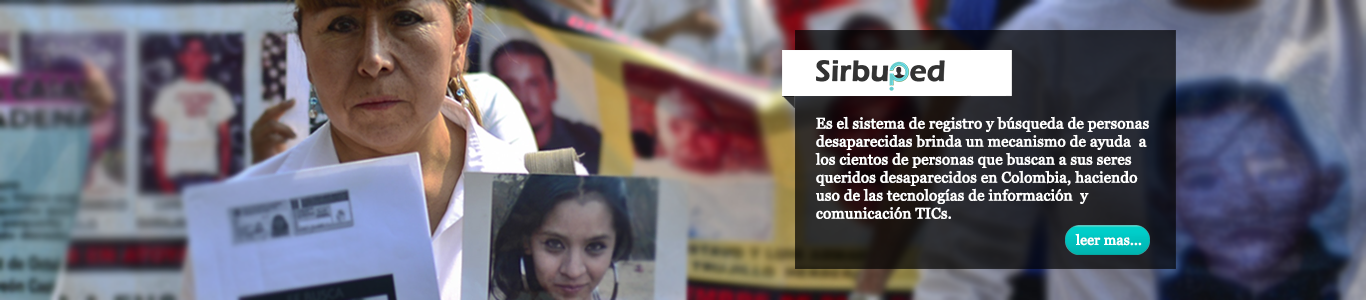 Sirbuped
Es el sistema de registro y búsqueda de personas
desaparecidas brinda un mecanismo de ayuda a
los cientos de personas que buscan a sus seres
queridos desaparecidos en Colombia, haciendo
uso de las tecnologías de información y
comunicación TICs.
leer mas...